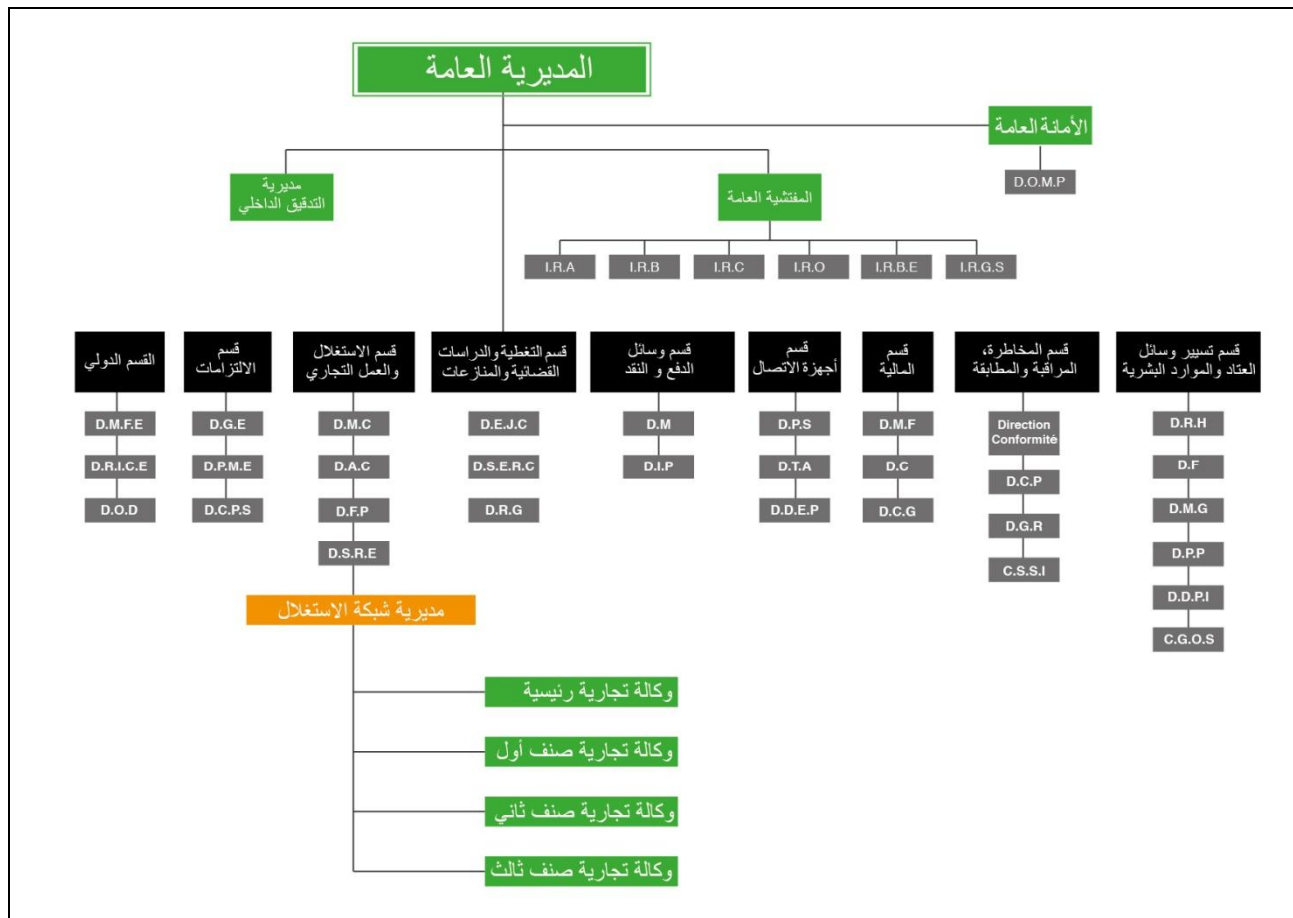 المديرية العامة
الأمانة العامة
D.O.M.P
مديرية
التدقيق الداخلي
المفتشية العامة
I.R.A
I.R.B
I.R.C
I.R.O
I.R.B.E
I.R.G.S
القسم الدولي
D.M.F.E
D.R.I.C.E
D.O.D
قسم
الالتزامات
D.G.E
D.P.M.E
D.C.P.S
قسم الاستغلال
والعمل التجاري
D.M.C
D.A.C
D.F.P
D.S.R.E
قسم التغطية والدراسات
القضائية والمنازعات
D.E.J.C
D.S.E.R.C
D.R.G
قسم وسائل
الدفع و النقد
D.M
D.I.P
قسم
أجهزة الاتصال
D.P.S
D.T.A
D.D.E.P
قسم
المالية
D.M.F
D.C
D.C.G
قسم المخاطرة،
المراقبة والمطابقة
Direction
Conformité
D.C.P
D.G.R
C.S.S.I
قسم تسيير وسائل
العتاد والموارد البشرية
D.R.H
D.F
D.M.G
D.P.P
D.D.P.I
C.G.O.S
مديرية شبكة الاستغلال
وكالة تجارية رئيسية
وكالة تجارية صنف أول
وكالة تجارية صنف ثاني
وكالة تجارية صنف ثالث